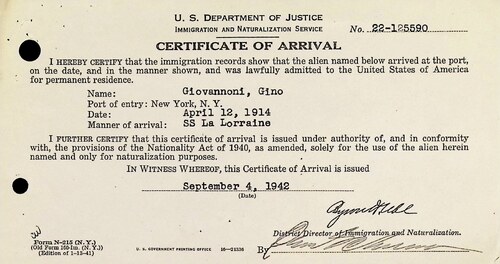 U. S. DEPARTMENT OF JUSTICE
IMMIGRATION AND NATURALIZATION SERVICE
No. 22-125590
CERTIFICATE OF ARRIVAL
I HEREBY CERTIFY that the immigration records show that the alien named below arrived at the port,
on the date, and in the manner shown, and was lawfully admitted to the United States of America
for permanent residence.
Name: Giovannoni, Gino
Port of entry: New York, N. Y.
Date: April 12, 1914
Manner of arrival: SS La Lorraine
I FURTHER CERTIFY that this certificate of arrival is issued under authority of, and in conformity
with, the provisions of the Nationality Act of 1940, as amended, solely for the use of the alien herein
named and only for naturalization purposes.
IN WITNESS WHEREOF, this Certificate of Arrival is issued
September 4, 1942
(Date)
District Director of Immigration and Naturalization.
Form N-215 (N. Y.)
(Old Form 160-Im. (N. Y.))
(Edition of 1-13-41)
U. S. GOVERNMENT PRINTING OFFICE
By